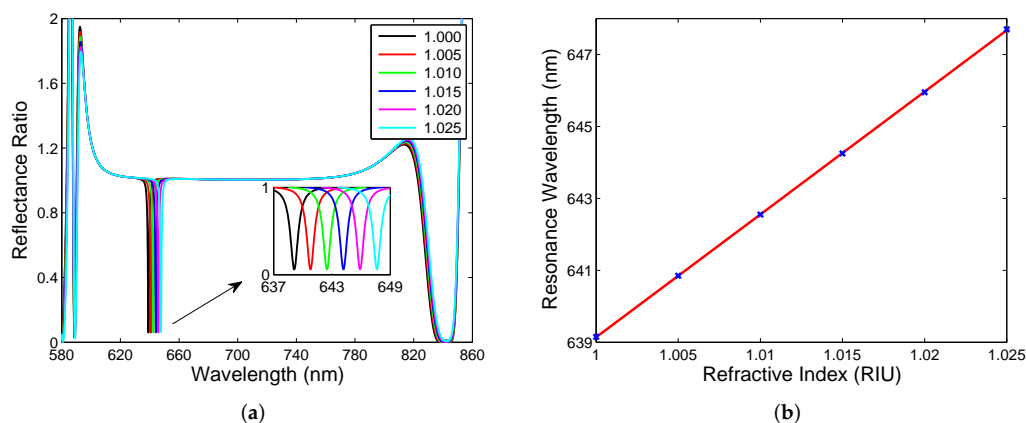 2
1.6
1.2
0.8
0.4
0
Reflectance Ratio
1.000
1.005
1.010
1.015
1.020
1.025
1
0
637 643 649
580 620 660 700 740 780 820 860
Wavelength (nm)
(a)
647
645
643
641
639
Resonance Wavelength (nm)
1 1.005 1.01 1.015 1.02 1.025
Refractive Index (RIU)
(b)